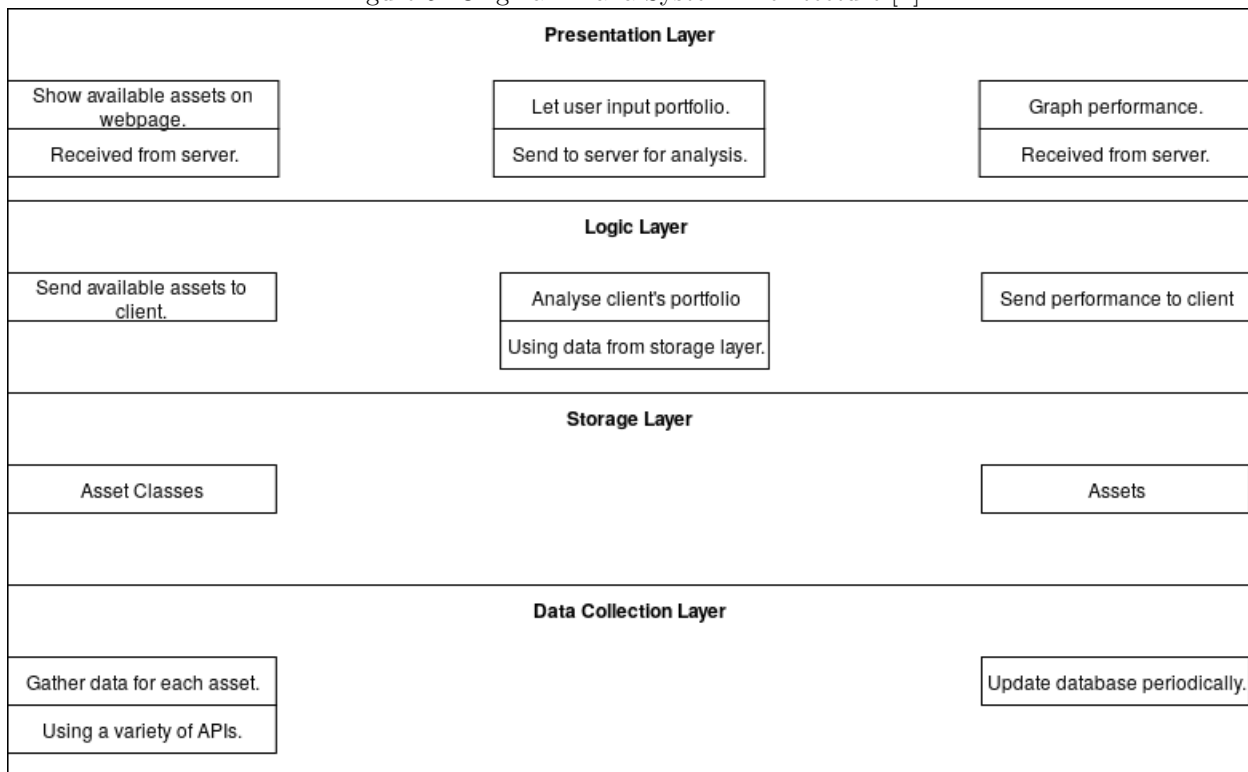 Presentation Layer
Show available assets on
webpage.
Let user input portfolio.
Graph performance.
Received from server.
Send to server for analysis.
Received from server.
Logic Layer
Send available assets to
client.
Analyse client's portfolio
Send performance to client
Using data from storage layer.
Storage Layer
Asset Classes
Assets
Data Collection Layer
Gather data for each asset.
Update database periodically.
Using a variety of APIs.